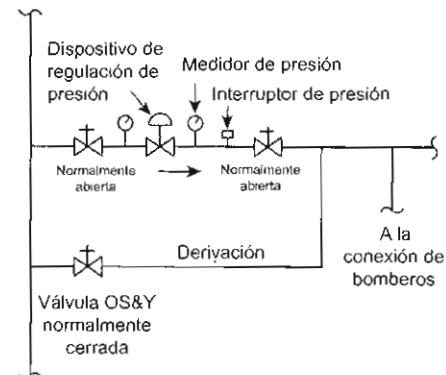 Dispositivo de
regulación de
presión
Medidor de presión
Interruptor de presión
Normalmente
abierta
Normalmente
abierta
Derivación
A la
conexión de
bomberos
Válvula OS&Y
normalmente
cerrada